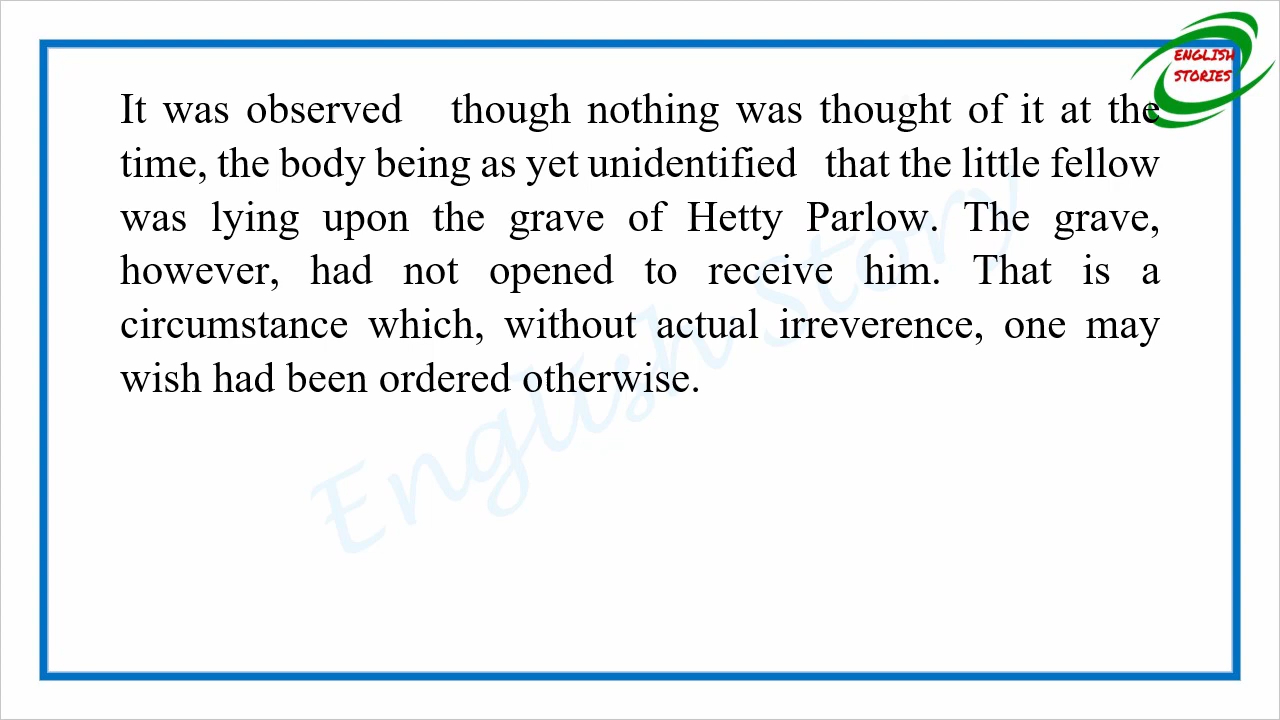 ENGLISH
STORIES
It was observed though nothing was thought of it at the
time, the body being as yet unidentified that the little fellow
was lying upon the grave of Hetty Parlow. The grave,
however, had not opened to receive him. That is a
circumstance which, without actual irreverence, one may
wish had been ordered otherwise.
English Story